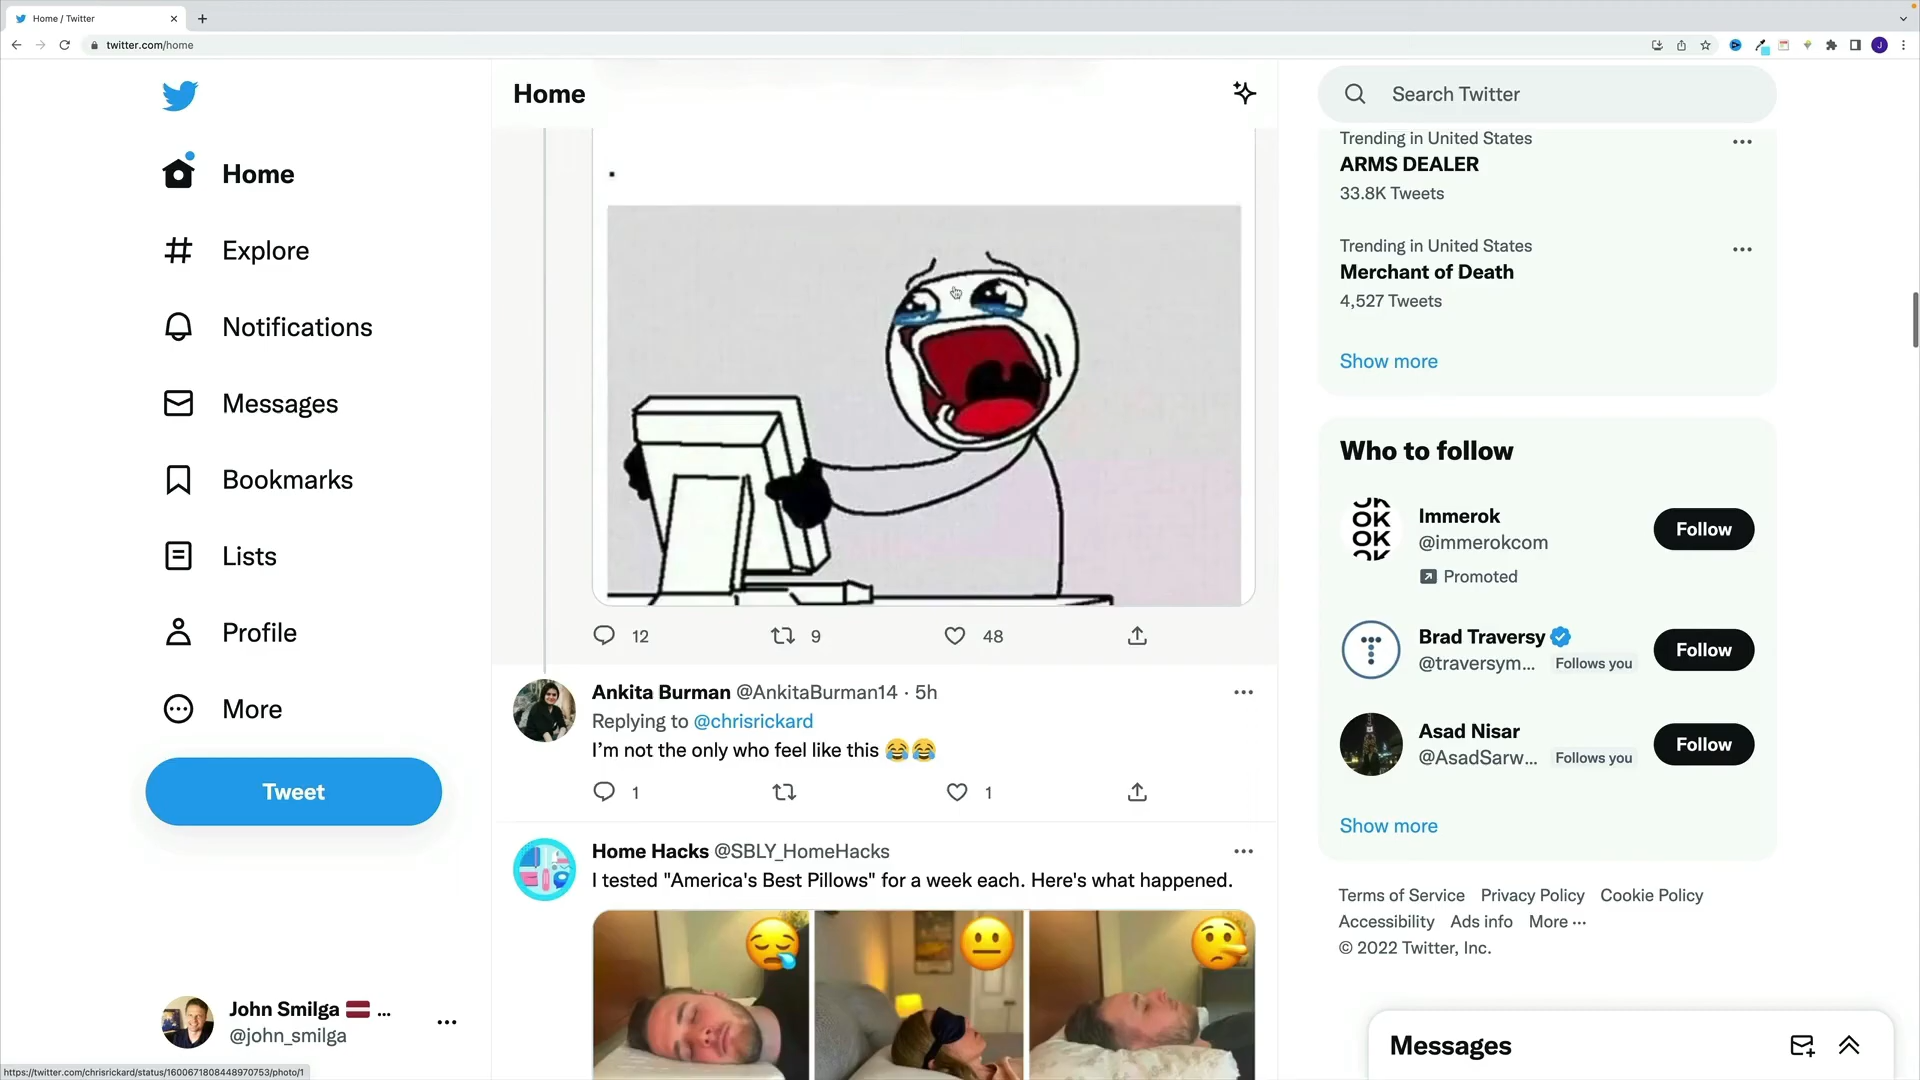 Home / Twitter
twitter.com/home
J
Home
Explore
Notifications
Messages
Bookmarks
Lists
Profile
More
Tweet
John Smilga 🇱🇻 ...
@john_smilga
https://twitter.com/chrisrickard/status/1600671808448970753/photo/1
Home
.
12 9 48
Ankita Burman @AnkitaBurman14 · 5h
Replying to @chrisrickard
I’m not the only who feel like this 😂😂
1 1
Home Hacks @SBLY_HomeHacks
I tested "America's Best Pillows" for a week each. Here's what happened.
Search Twitter
Trending in United States
ARMS DEALER
33.8K Tweets
Trending in United States
Merchant of Death
4,527 Tweets
Show more
Who to follow
OK
OK
Immerok
@immerokcom
Promoted
Follow
Brad Traversy
@traversym... Follows you
Follow
Asad Nisar
@AsadSarw... Follows you
Follow
Show more
Terms of Service Privacy Policy Cookie Policy
Accessibility Ads info More ···
© 2022 Twitter, Inc.
Messages